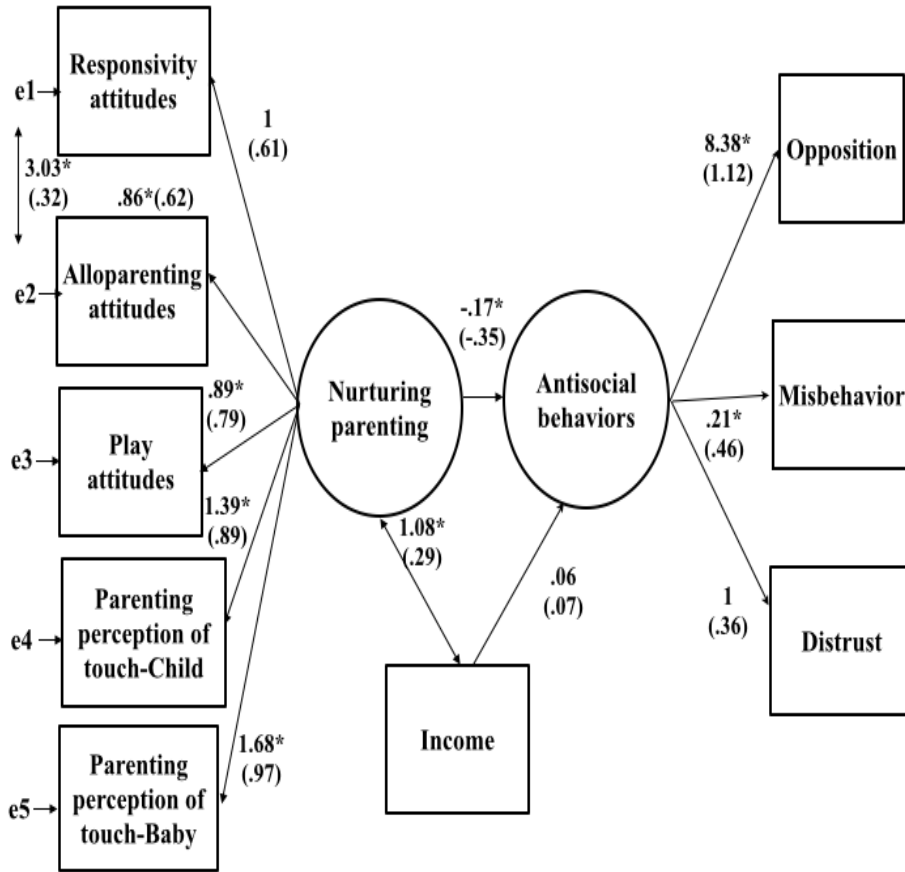 Responsivity
attitudes
e1
1
(.61)
3.03*
(.32)
.86*(.62)
Alloparenting
attitudes
e2
.89*
(.79)
Play
attitudes
e3
1.39*
(.89)
Parenting
perception of
touch-Child
e4
1.68*
(.97)
Parenting
perception of
touch-Baby
e5
Nurturing
parenting
-.17*
(-.35)
Antisocial
behaviors
1.08*
(.29)
.06
(.07)
Income
8.38*
(1.12)
Opposition
.21*
(.46)
Misbehavior
1
(.36)
Distrust